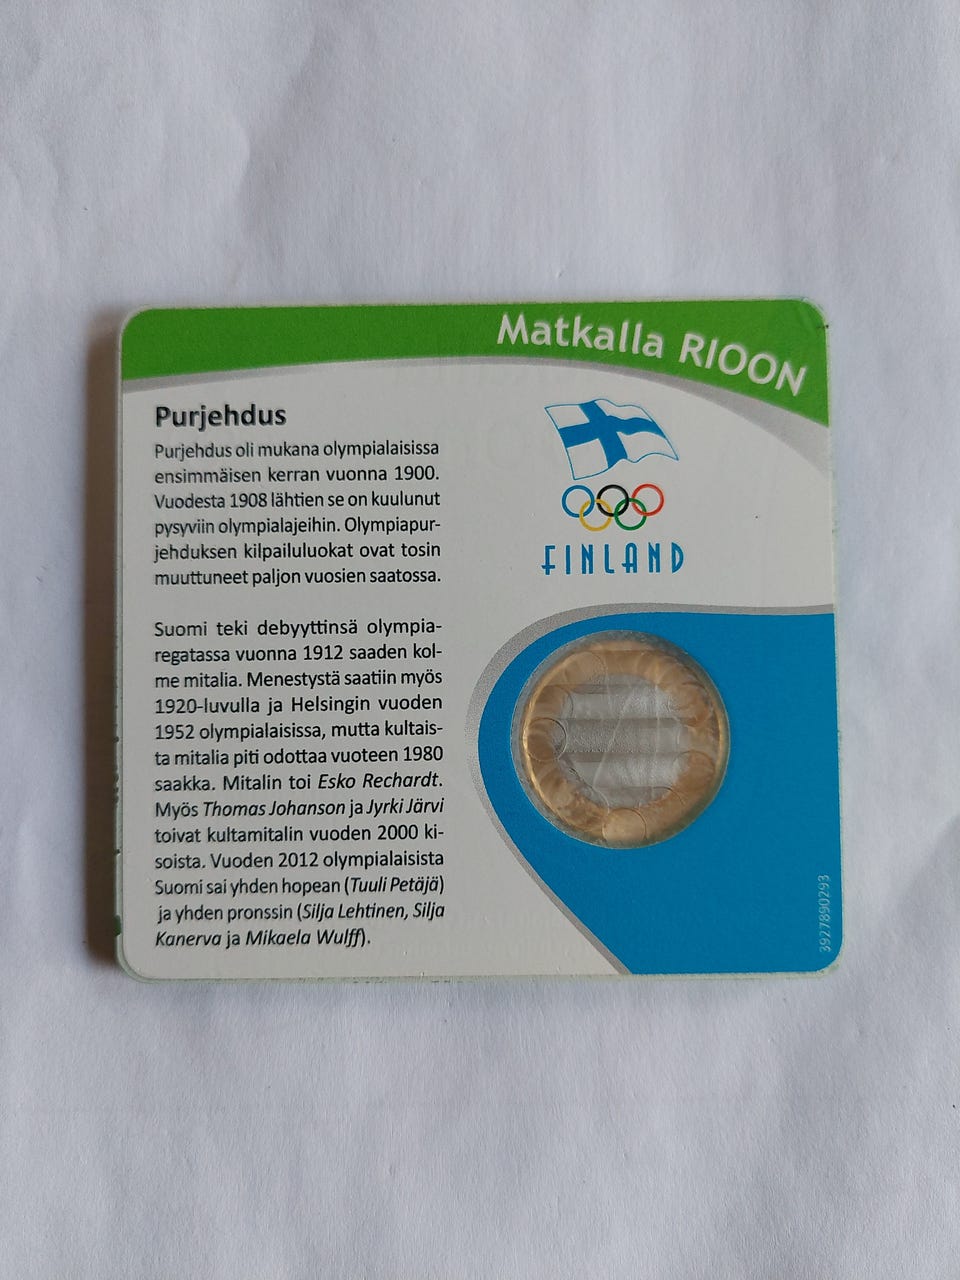 Matkalla RIOON
Purjehdus
Purjehdus oli mukana olympialaisissa
ensimmäisen kerran vuonna 1900.
Vuodesta 1908 lähtien se on kuulunut
pysyviin olympialajeihin. Olympiapur-
jehduksen kilpailuluokat ovat tosin
muuttuneet paljon vuosien saatossa.
Suomi teki debyyttinsä olympia-
regatassa vuonna 1912 saaden kol-
me mitalia. Menestystä saatiin myös
1920-luvulla ja Helsingin vuoden
1952 olympialaisissa, mutta kultais-
ta mitalia piti odottaa vuoteen 1980
saakka. Mitalin toi Esko Rechardt.
Myös Thomas Johanson ja Jyrki Järvi
toivat kultamitalin vuoden 2000 ki-
soista. Vuoden 2012 olympialaisista
Suomi sai yhden hopean (Tuuli Petäjä)
ja yhden pronssin (Silja Lehtinen, Silja
Kanerva ja Mikaela Wulff).
FINLAND
3927890293